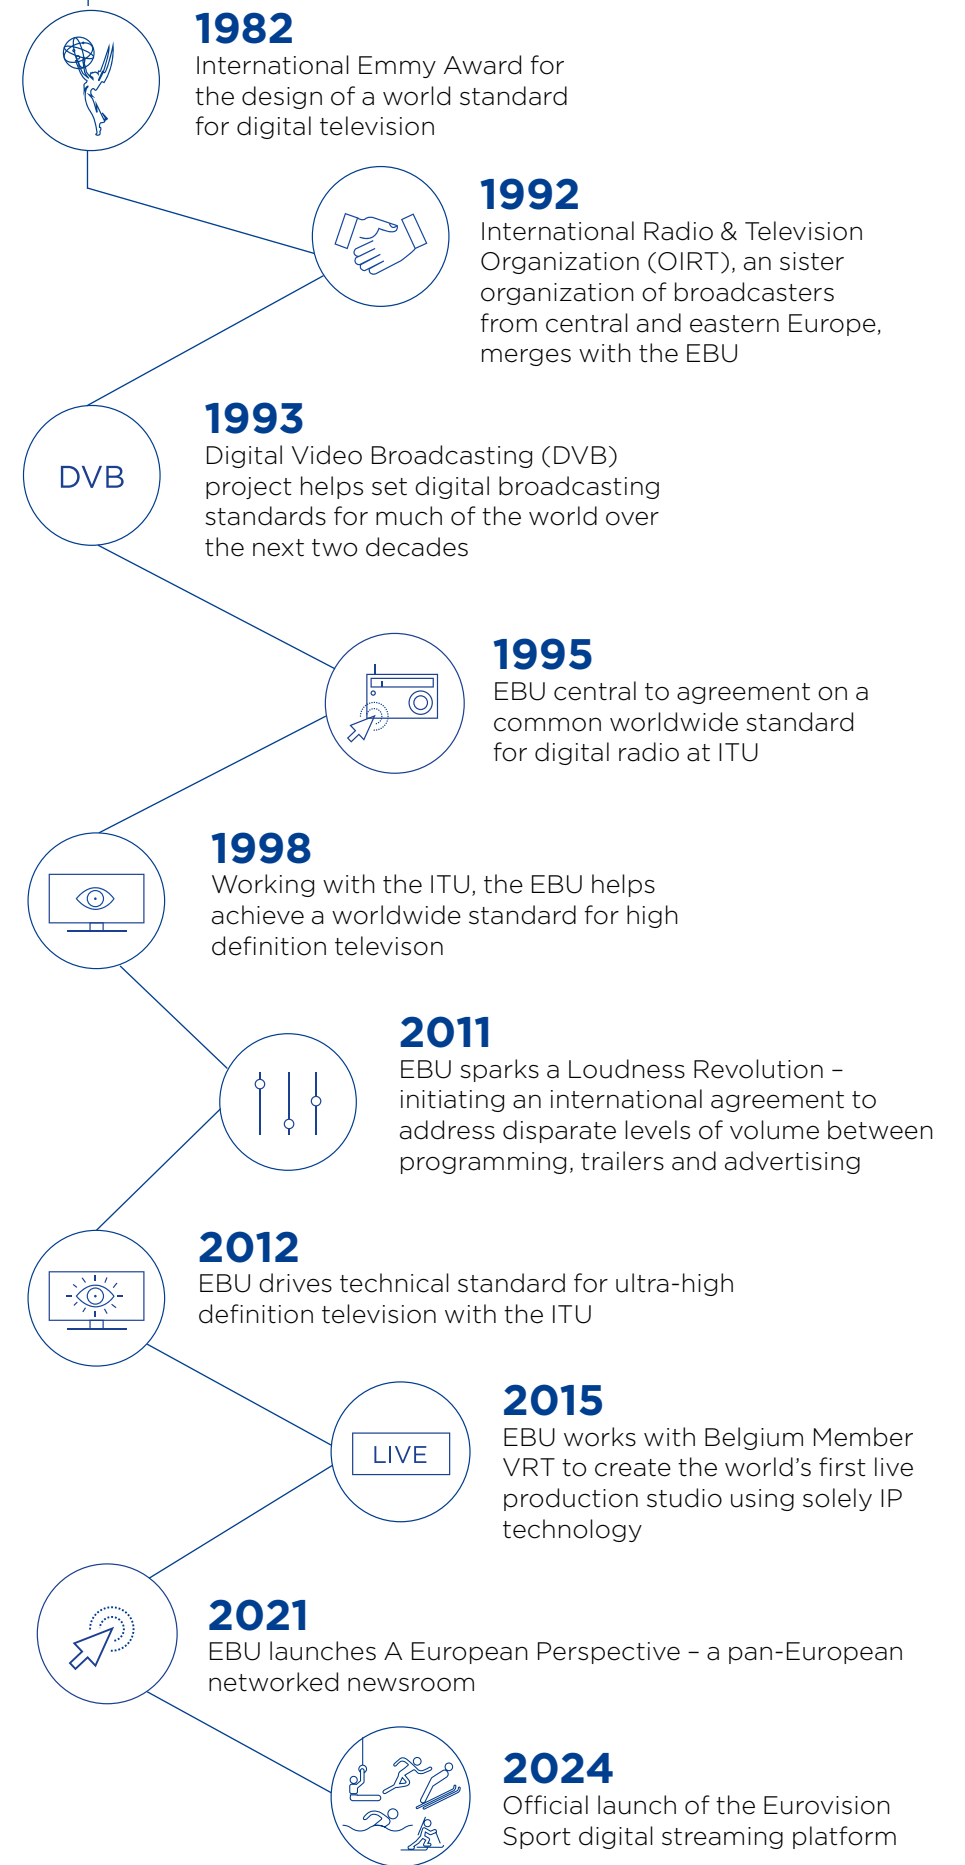 1982
International Emmy Award for
the design of a world standard
for digital television
1992
International Radio & Television
Organization (OIRT), an sister
organization of broadcasters
from central and eastern Europe,
merges with the EBU
1993
DVB
Digital Video Broadcasting (DVB)
project helps set digital broadcasting
standards for much of the world over
the next two decades
1995
EBU central to agreement on a
common worldwide standard
for digital radio at ITU
1998
Working with the ITU, the EBU helps
achieve a worldwide standard for high
definition televison
2011
EBU sparks a Loudness Revolution –
initiating an international agreement to
address disparate levels of volume between
programming, trailers and advertising
2012
EBU drives technical standard for ultra-high
definition television with the ITU
2015
LIVE
EBU works with Belgium Member
VRT to create the world’s first live
production studio using solely IP
technology
2021
EBU launches A European Perspective – a pan-European
networked newsroom
2024
Official launch of the Eurovision
Sport digital streaming platform